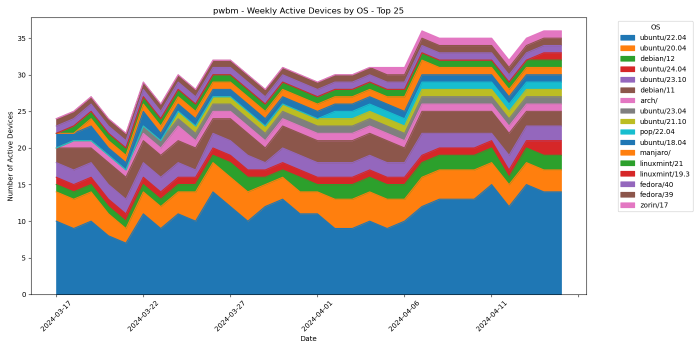 pwbm - Weekly Active Devices by OS - Top 25
Number of Active Devices
35
30
25
20
15
10
5
0
2024-03-17
2024-03-22
2024-03-27
2024-04-01
2024-04-06
2024-04-11
Date
OS
ubuntu/22.04
ubuntu/20.04
debian/12
ubuntu/24.04
ubuntu/23.10
debian/11
arch/
ubuntu/23.04
ubuntu/21.10
pop/22.04
ubuntu/18.04
manjaro/
linuxmint/21
linuxmint/19.3
fedora/40
fedora/39
zorin/17